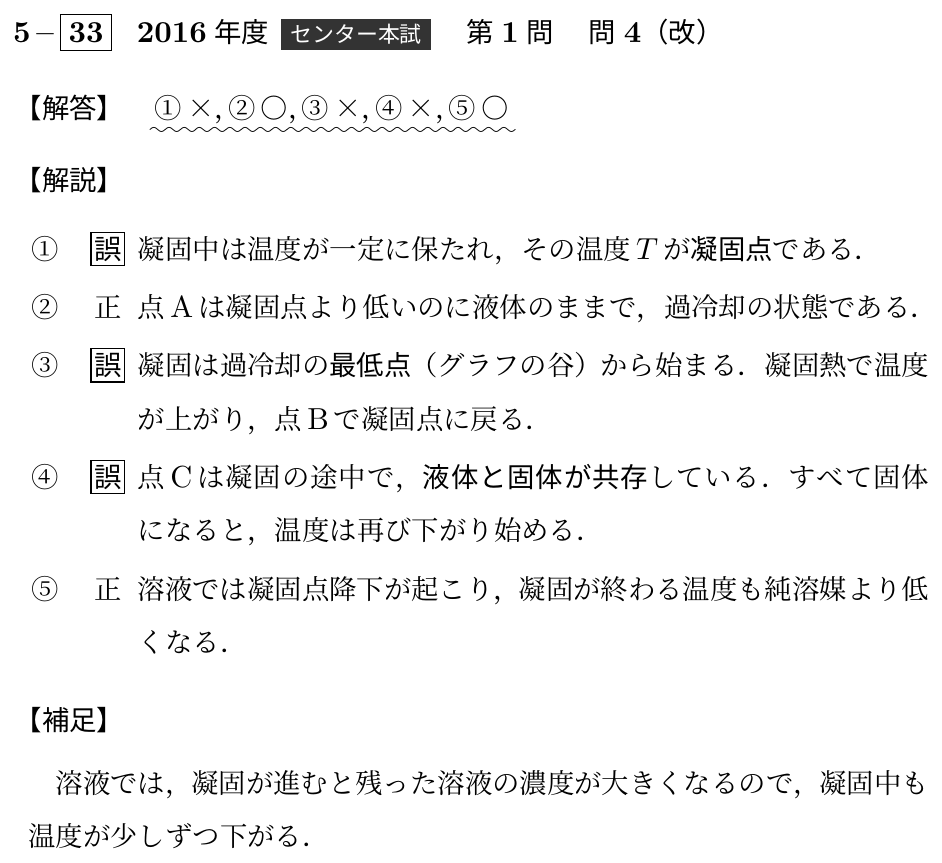 5–33 2016 年度 センター本試 第 1 問 問 4（改）
【解答】 ① ×, ② ○, ③ ×, ④ ×, ⑤ ○
【解説】
① 誤 凝固中は温度が一定に保たれ，その温度 T が凝固点である．
② 正 点 A は凝固点より低いのに液体のままで，過冷却の状態である．
③ 誤 凝固は過冷却の最低点（グラフの谷）から始まる．凝固熱で温度
が上がり，点 B で凝固点に戻る．
④ 誤 点 C は凝固の途中で，液体と固体が共存している．すべて固体
になると，温度は再び下がり始める．
⑤ 正 溶液では凝固点降下が起こり，凝固が終わる温度も純溶媒より低
くなる．
【補足】
溶液では，凝固が進むと残った溶液の濃度が大きくなるので，凝固中も
温度が少しずつ下がる．